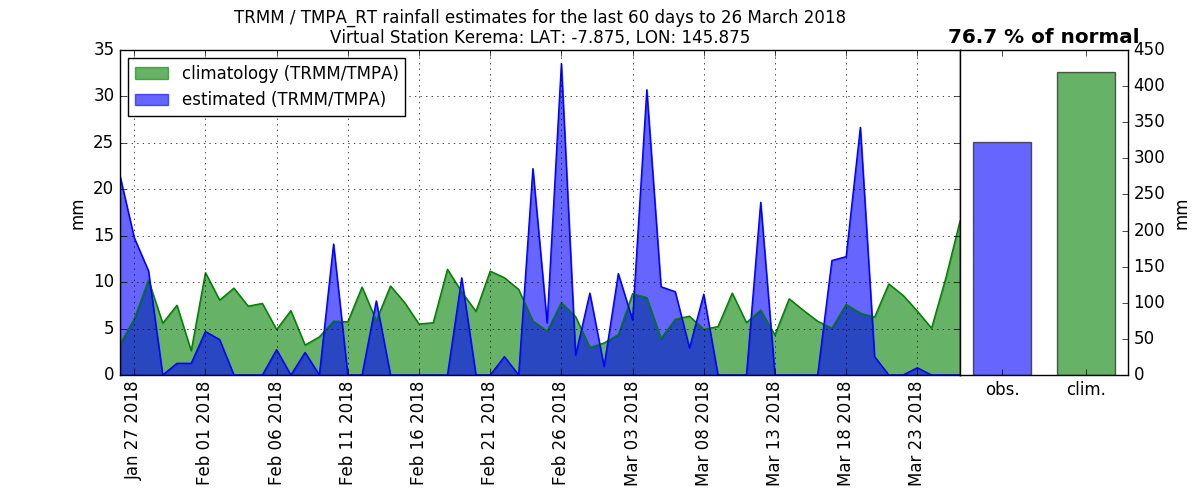 TRMM / TMPA_RT rainfall estimates for the last 60 days to 26 March 2018
Virtual Station Kerema: LAT: -7.875, LON: 145.875
76.7 % of normal
climatology (TRMM/TMPA)
estimated (TRMM/TMPA)
35
30
25
20
15
10
5
0
mm
Jan 27 2018
Feb 01 2018
Feb 06 2018
Feb 11 2018
Feb 16 2018
Feb 21 2018
Feb 26 2018
Mar 03 2018
Mar 08 2018
Mar 13 2018
Mar 18 2018
Mar 23 2018
450
400
350
300
250
200
150
100
50
0
mm
obs.
clim.